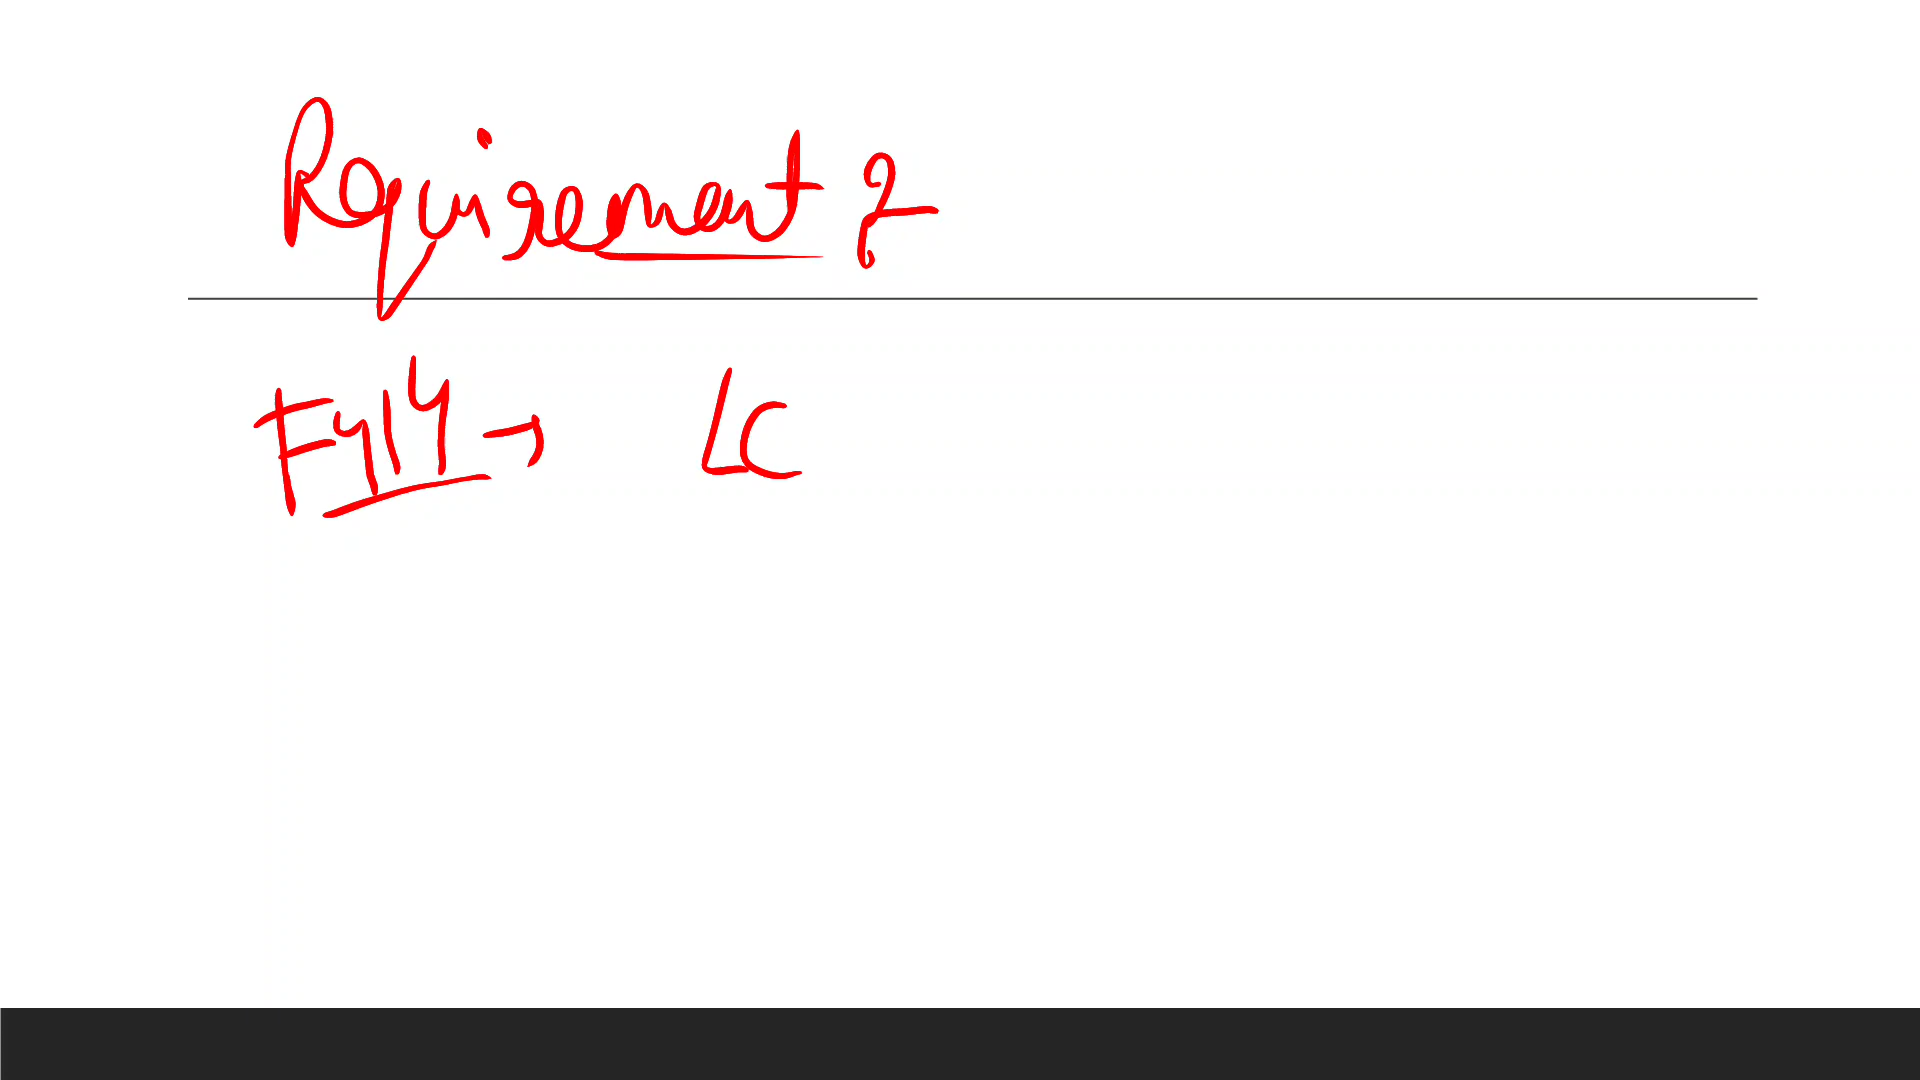 Requirement ?
Fy14 → LC